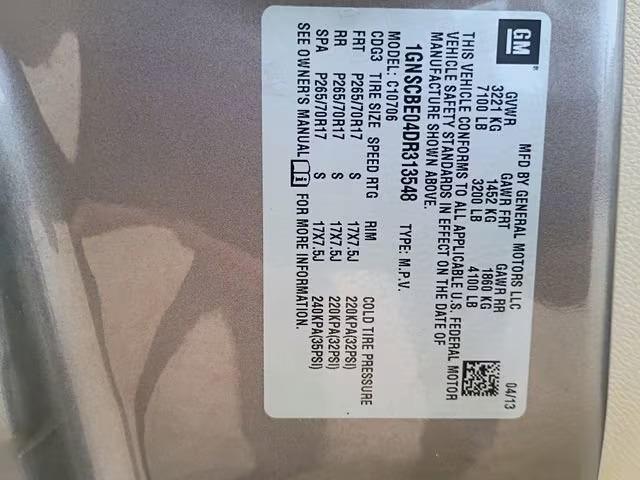 GM
MFD BY GENERAL MOTORS LLC 04/13
GVWR GAWR FRT GAWR RR
3221 KG 1452 KG 1860 KG
7100 LB 3200 LB 4100 LB
THIS VEHICLE CONFORMS TO ALL APPLICABLE U.S. FEDERAL MOTOR
VEHICLE SAFETY STANDARDS IN EFFECT ON THE DATE OF
MANUFACTURE SHOWN ABOVE.
1GNSCBE04DR313548 TYPE: M.P.V.
MODEL: C10706
CDG3 TIRE SIZE SPEED RTG RIM COLD TIRE PRESSURE
FRT P265/70R17 S 17X7.5J 220KPA(32PSI)
RR P265/70R17 S 17X7.5J 220KPA(32PSI)
SPA P265/70R17 S 17X7.5J 240KPA(35PSI)
SEE OWNER'S MANUAL FOR MORE INFORMATION.